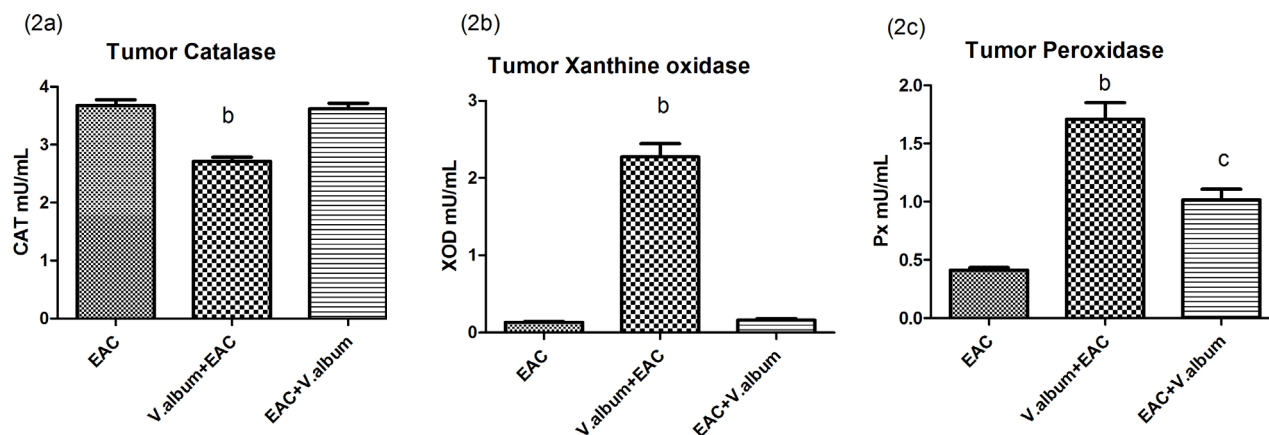 (2a)
Tumor Catalase
CAT mU/mL
4
3
2
1
0
b
EAC
V.album+EAC
EAC+V.album
(2b)
Tumor Xanthine oxidase
XOD mU/mL
3
2
1
0
b
EAC
V.album+EAC
EAC+V.album
(2c)
Tumor Peroxidase
Px mU/mL
2.0
1.5
1.0
0.5
0.0
b
c
EAC
V.album+EAC
EAC+V.album